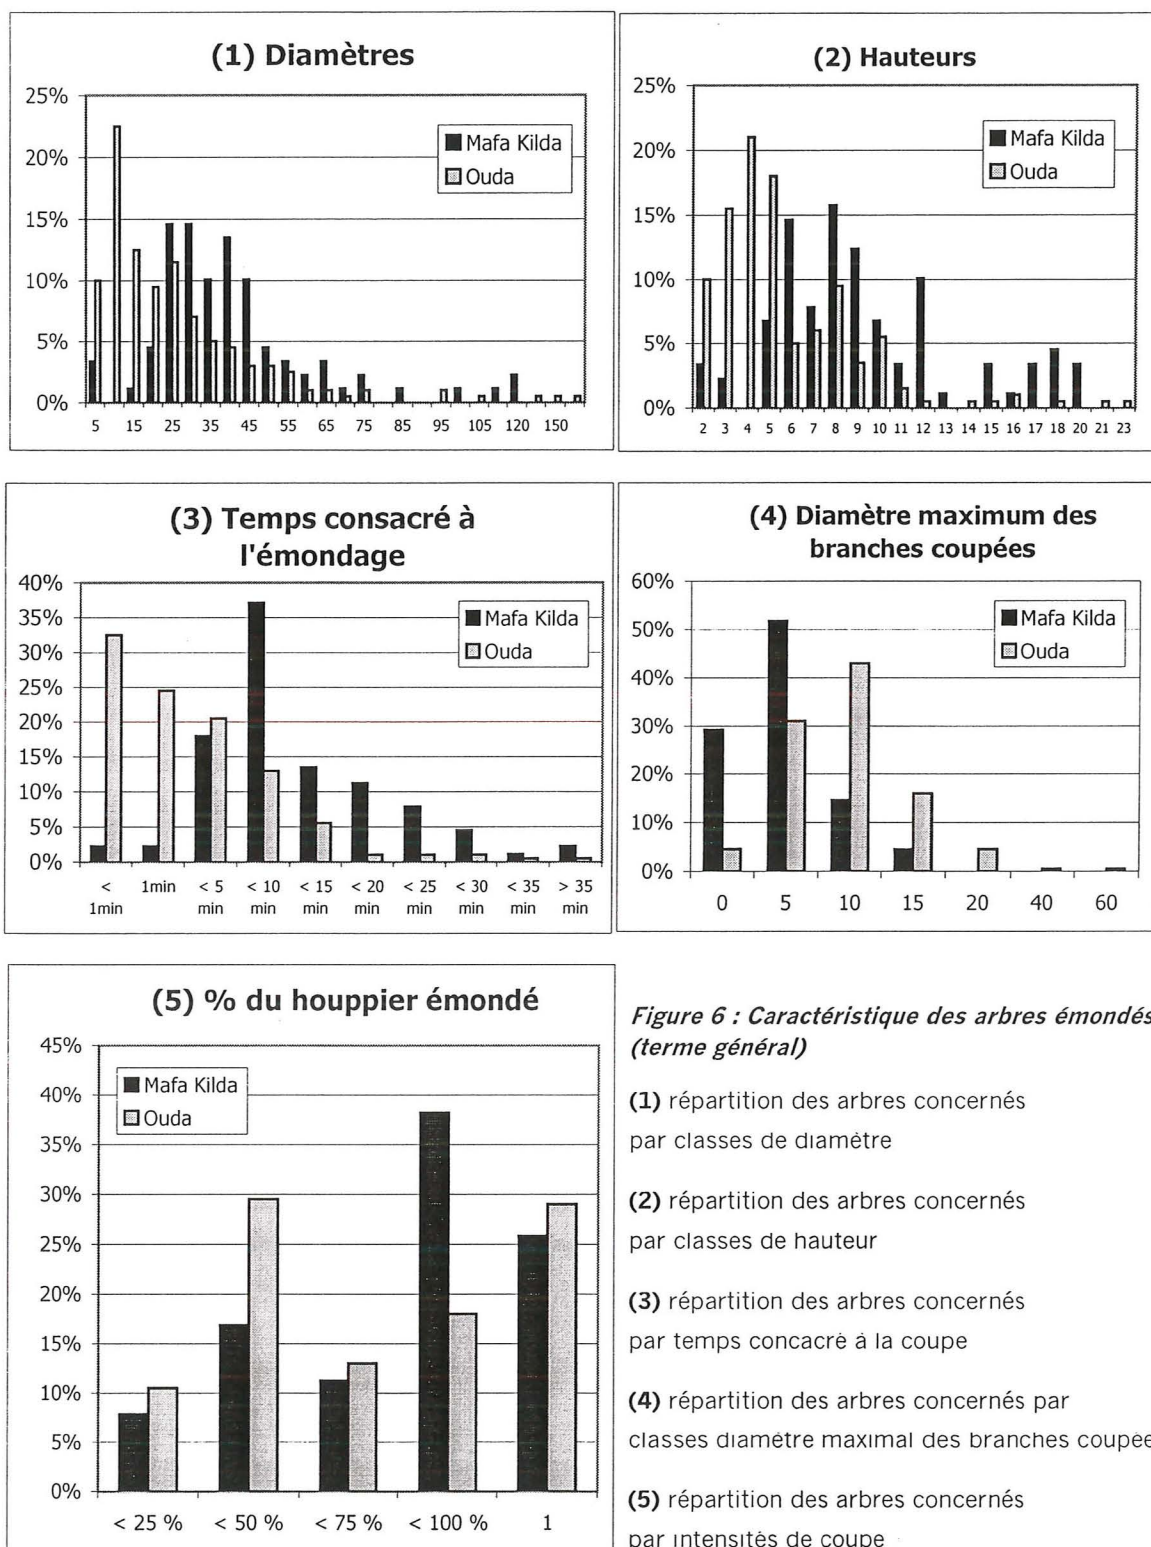 (1) Diamètres
25%
20%
15%
10%
5%
0%
Mafa Kilda
Ouda
5 15 25 35 45 55 65 75 85 95 105 120 150
(2) Hauteurs
25%
20%
15%
10%
5%
0%
Mafa Kilda
Ouda
2 3 4 5 6 7 8 9 10 11 12 13 14 15 16 17 18 20 21 23
(3) Temps consacré à
l'émondage
40%
35%
30%
25%
20%
15%
10%
5%
0%
Mafa Kilda
Ouda
< 1min < 5 < 10 < 15 < 20 < 25 < 30 < 35 > 35
1min min min min min min min min min
(4) Diamètre maximum des
branches coupées
60%
50%
40%
30%
20%
10%
0%
Mafa Kilda
Ouda
0 5 10 15 20 40 60
(5) % du houppier émondé
45%
40%
35%
30%
25%
20%
15%
10%
5%
0%
Mafa Kilda
Ouda
< 25 % < 50 % < 75 % < 100 % 1
Figure 6 : Caractéristique des arbres émondés
(terme général)
(1) répartition des arbres concernés
par classes de diamètre
(2) répartition des arbres concernés
par classes de hauteur
(3) répartition des arbres concernés
par temps concacré à la coupe
(4) répartition des arbres concernés par
classes diamètre maximal des branches coupée
(5) répartition des arbres concernés
par intensités de coupe